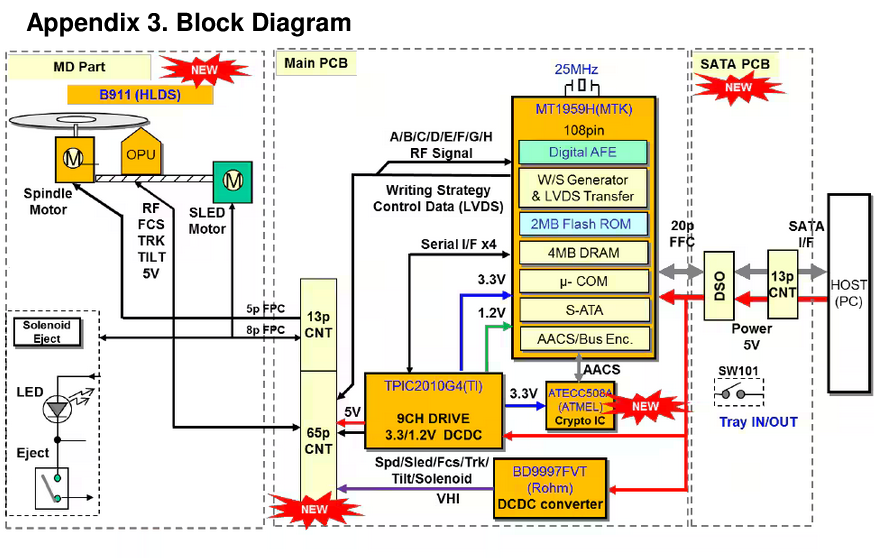 Appendix 3. Block Diagram
MD Part
NEW
B911 (HLDS)
M
OPU
M
Spindle
Motor
RF
FCS
TRK
TILT
5V
SLED
Motor
Solenoid
Eject
LED
Eject
Main PCB
25MHz
MT1959H(MTK)
108pin
Digital AFE
W/S Generator
& LVDS Transfer
2MB Flash ROM
4MB DRAM
μ- COM
S-ATA
AACS/Bus Enc.
A/B/C/D/E/F/G/H
RF Signal
Writing Strategy
Control Data (LVDS)
Serial I/F x4
3.3V
1.2V
5p FPC
8p FPC
13p
CNT
65p
CNT
5V
TPIC2010G4(TI)
9CH DRIVE
3.3/1.2V DCDC
3.3V
AACS
ATECC508A
(ATMEL)
Crypto IC
NEW
Spd/Sled/Fcs/Trk/
Tilt/Solenoid
VHI
BD9997FVT
(Rohm)
DCDC converter
NEW
SATA PCB
NEW
20p
FFC
DSO
SATA
I/F
13p
CNT
HOST
(PC)
Power
5V
SW101
Tray IN/OUT